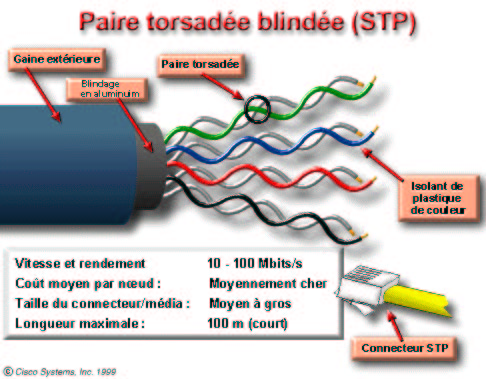 Paire torsadée blindée (STP)
Gaine extérieure
Paire torsadée
Blindage
en aluminuim
Isolant de
plastique
de couleur
Vitesse et rendement 10 - 100 Mbits/s
Coût moyen par nœud : Moyennement cher
Taille du connecteur/média : Moyen à gros
Longueur maximale : 100 m (court)
Connecteur STP
© Cisco Systems, Inc. 1999